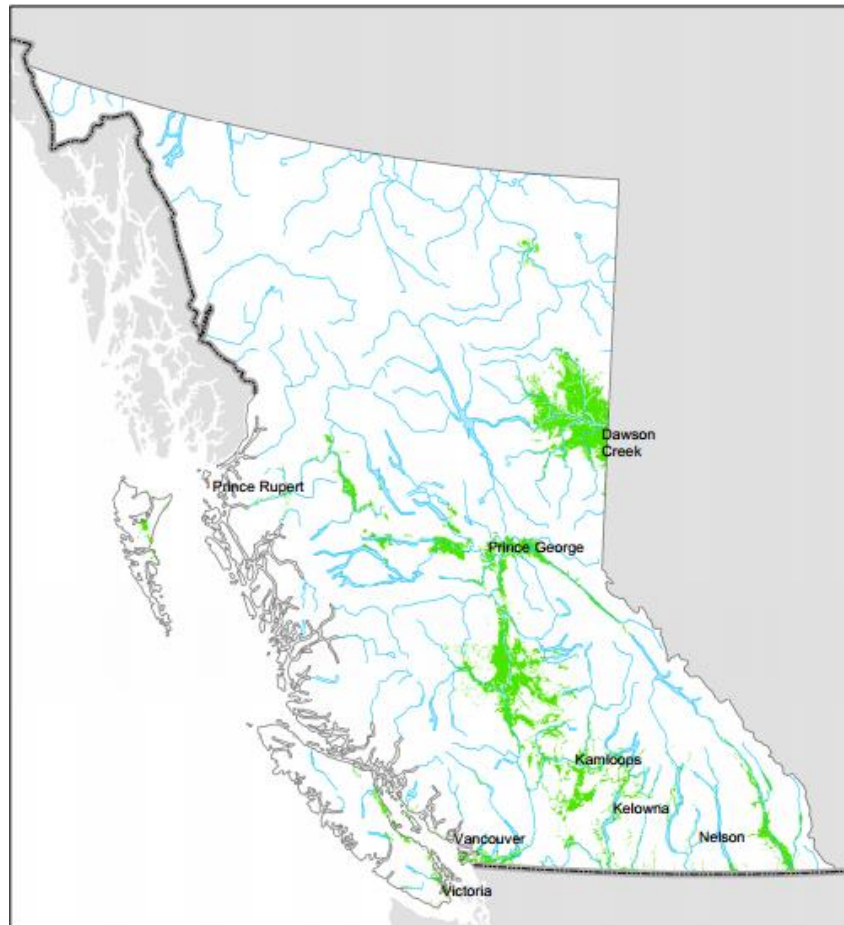 Dawson
Creek
Prince Rupert
Prince George
Kamloops
Kelowna
Nelson
Vancouver
Victoria